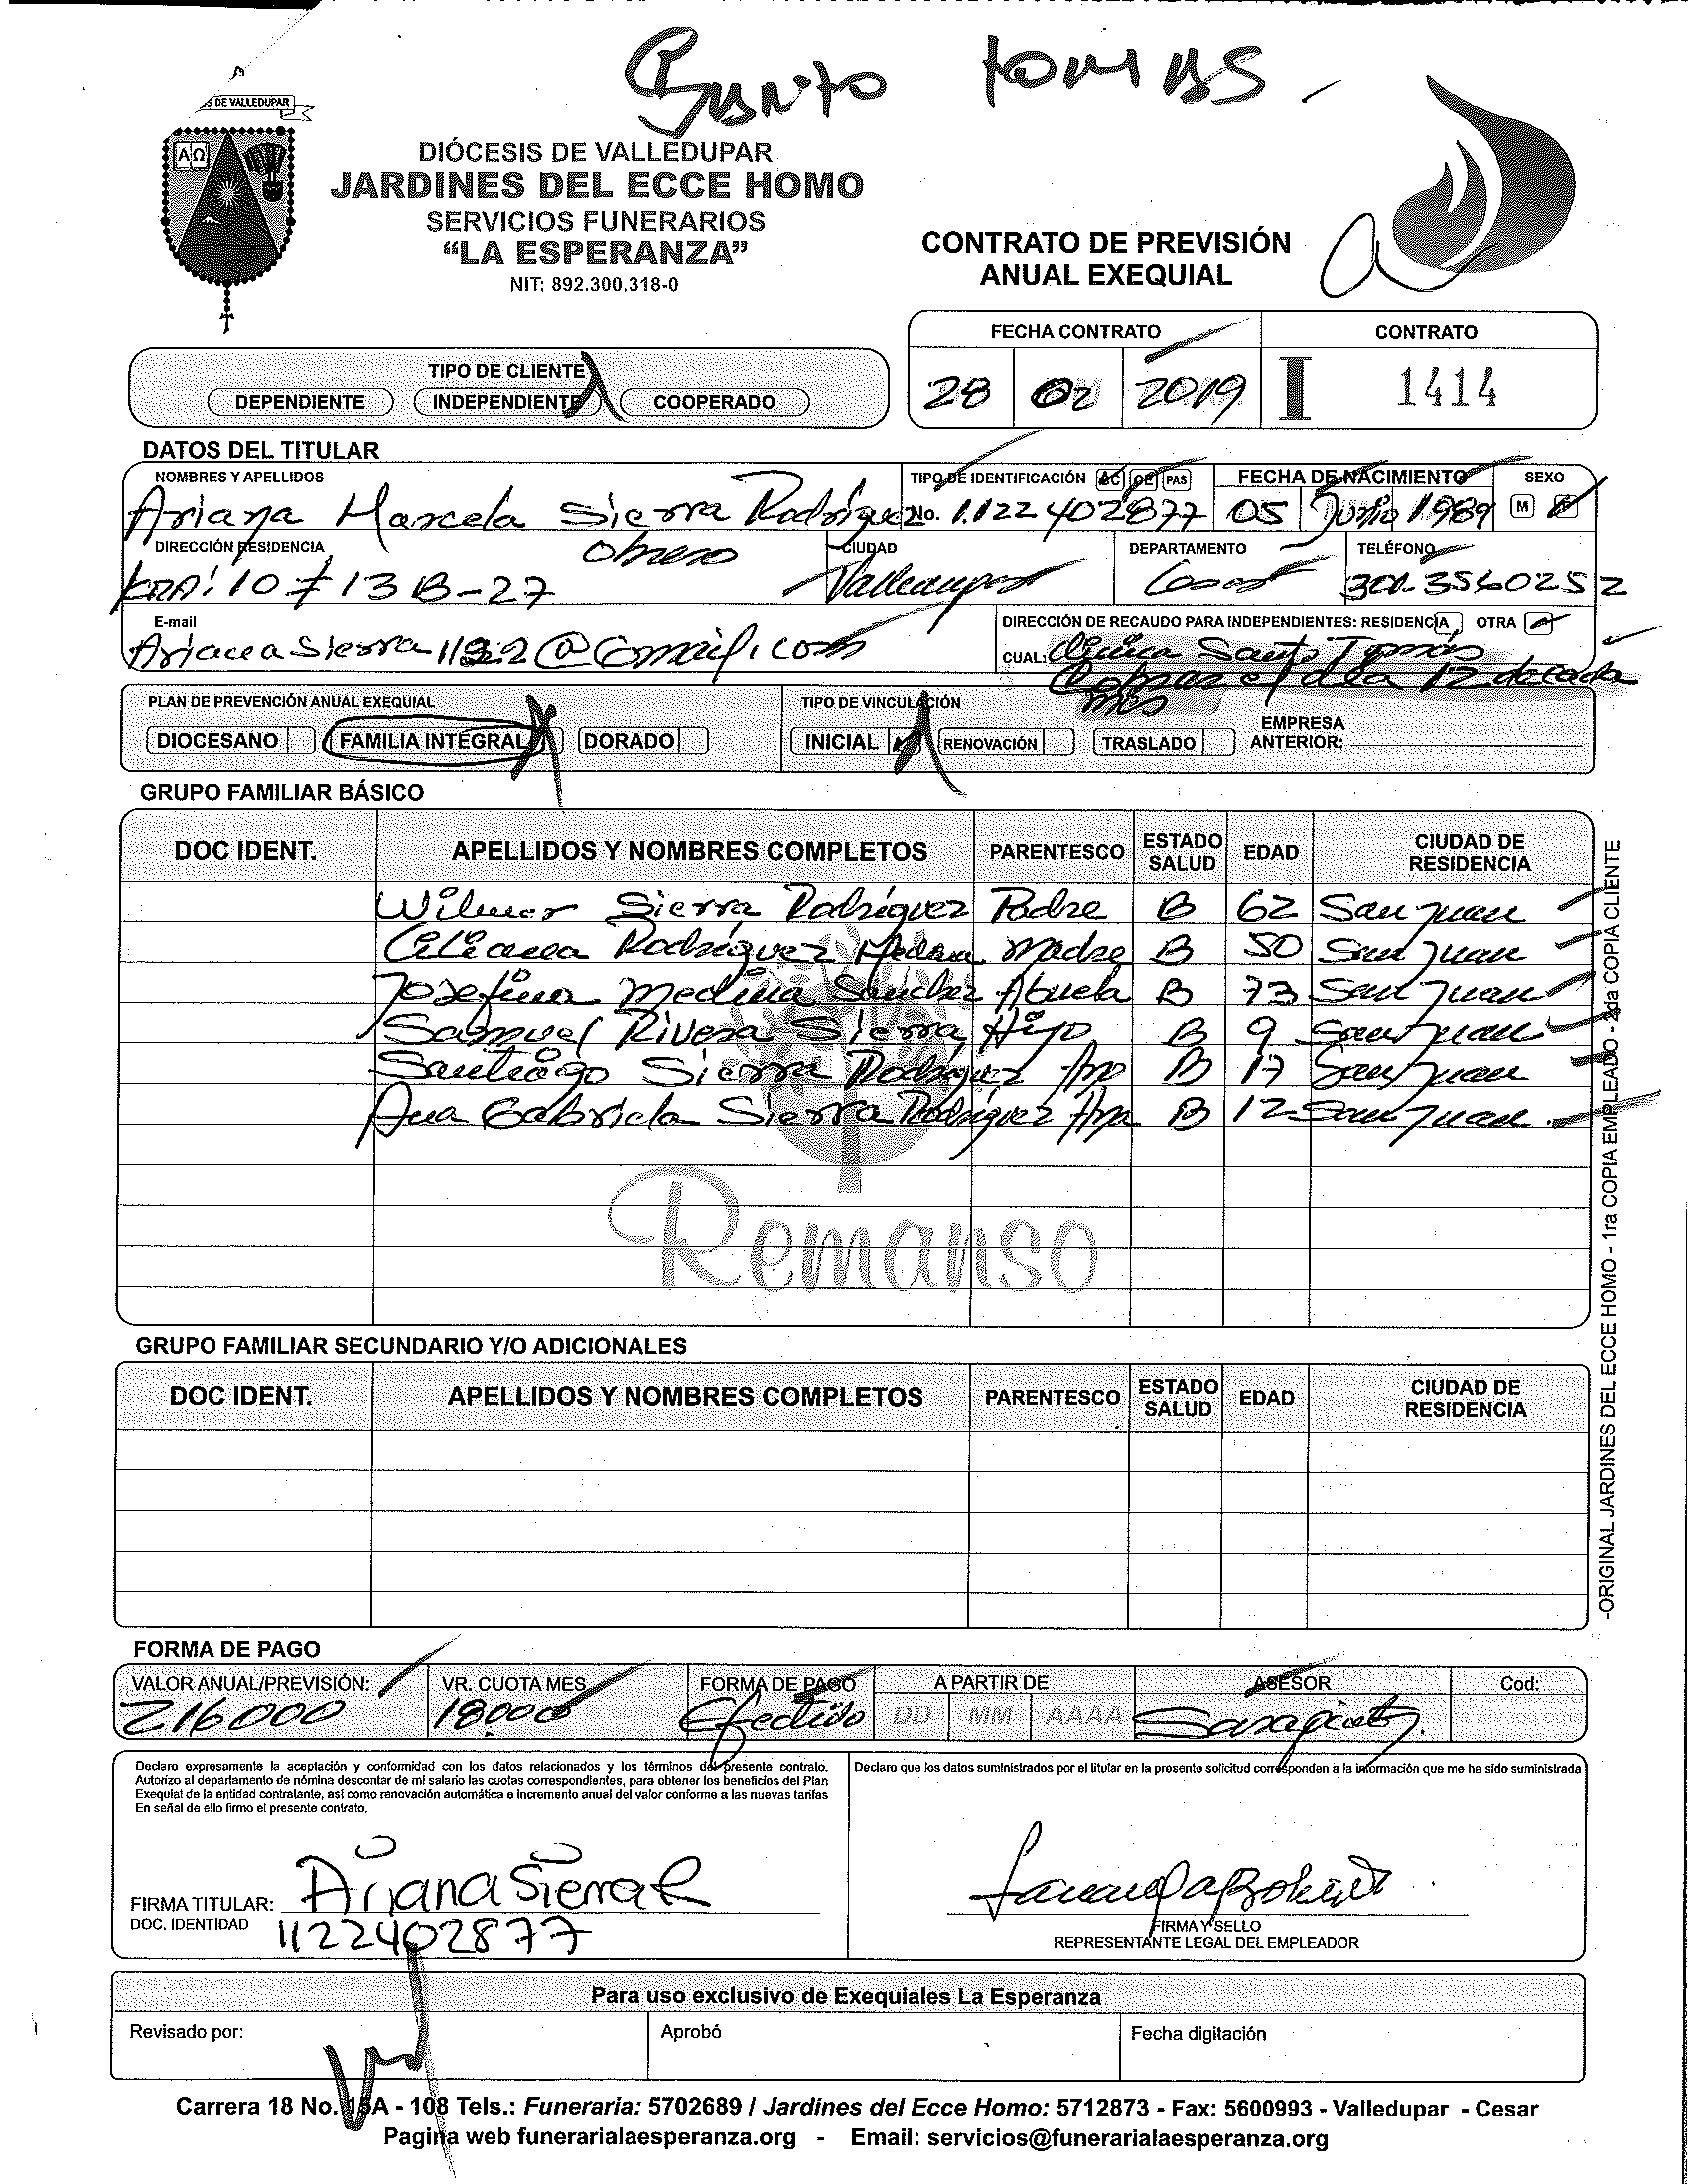 Santo Tomas.
S DE VALLEDUPAR
AΩ
DIÓCESIS DE VALLEDUPAR
JARDINES DEL ECCE HOMO
SERVICIOS FUNERARIOS
“LA ESPERANZA”
NIT: 892.300.318-0
CONTRATO DE PREVISIÓN
ANUAL EXEQUIAL
FECHA CONTRATO CONTRATO
28 02 2019 I 1414
TIPO DE CLIENTE
DEPENDIENTE INDEPENDIENTE X COOPERADO
DATOS DEL TITULAR
NOMBRES Y APELLIDOS TIPO DE IDENTIFICACIÓN CC CE PAS FECHA DE NACIMIENTO SEXO
Ariana Marcela Sierra Rodríguez No. 1.122402877 05 Junio 1989 M F
DIRECCIÓN RESIDENCIA obrero CIUDAD DEPARTAMENTO TELÉFONO
KRA: 10 # 13B-27 Valledupar Cesar 301-3560252
E-mail DIRECCIÓN DE RECAUDO PARA INDEPENDIENTES: RESIDENCIA OTRA
ArianaSierra1122@Gmail.com CUAL: Clinica Santo Tomás
Cobrar el dia 12 de cada
mes
PLAN DE PREVENCIÓN ANUAL EXEQUIAL TIPO DE VINCULACIÓN
DIOCESANO FAMILIA INTEGRAL X DORADO INICIAL X RENOVACIÓN TRASLADO EMPRESA ANTERIOR:
GRUPO FAMILIAR BÁSICO
DOC IDENT. APELLIDOS Y NOMBRES COMPLETOS PARENTESCO ESTADO SALUD EDAD CIUDAD DE RESIDENCIA
Wilmer Sierra Rodríguez Padre B 62 San Juan
Liliana Rodríguez Medina Madre B 50 San Juan
Josefina Medina Sánchez Abuela B 73 San Juan
Samuel Rivera Sierra Hijo B 9 San Juan
Santiago Sierra Rodríguez Hno B 17 San Juan
Ana Gabriela Sierra Rodríguez Hna B 12 San Juan
Remanso
GRUPO FAMILIAR SECUNDARIO Y/O ADICIONALES
DOC IDENT. APELLIDOS Y NOMBRES COMPLETOS PARENTESCO ESTADO SALUD EDAD CIUDAD DE RESIDENCIA
-ORIGINAL JARDINES DEL ECCE HOMO - 1ra COPIA EMPLEADO - 2da COPIA CLIENTE
FORMA DE PAGO
VALOR ANUAL/PREVISIÓN: VR. CUOTA MES FORMA DE PAGO A PARTIR DE ASESOR Cod:
216000 18000 Efectivo DD MM AAAA
Declaro expresamente la aceptación y conformidad con los datos relacionados y los términos del presente contrato.
Autorizo al departamento de nómina descontar de mi salario las cuotas correspondientes, para obtener los beneficios del Plan
Exequial de la entidad contratante, así como renovación automática e incremento anual del valor conforme a las nuevas tarifas
En señal de ello firmo el presente contrato.
Declaro que los datos suministrados por el titular en la presente solicitud corresponden a la información que me ha sido suministrada
FIRMA TITULAR: Ariana Sierra R
DOC. IDENTIDAD 1122402877
FIRMA Y SELLO
REPRESENTANTE LEGAL DEL EMPLEADOR
Para uso exclusivo de Exequiales La Esperanza
Revisado por: Aprobó Fecha digitación
Carrera 18 No. 13A - 108 Tels.: Funeraria: 5702689 / Jardines del Ecce Homo: 5712873 - Fax: 5600993 - Valledupar - Cesar
Pagina web funerarialaesperanza.org - Email: servicios@funerarialaesperanza.org